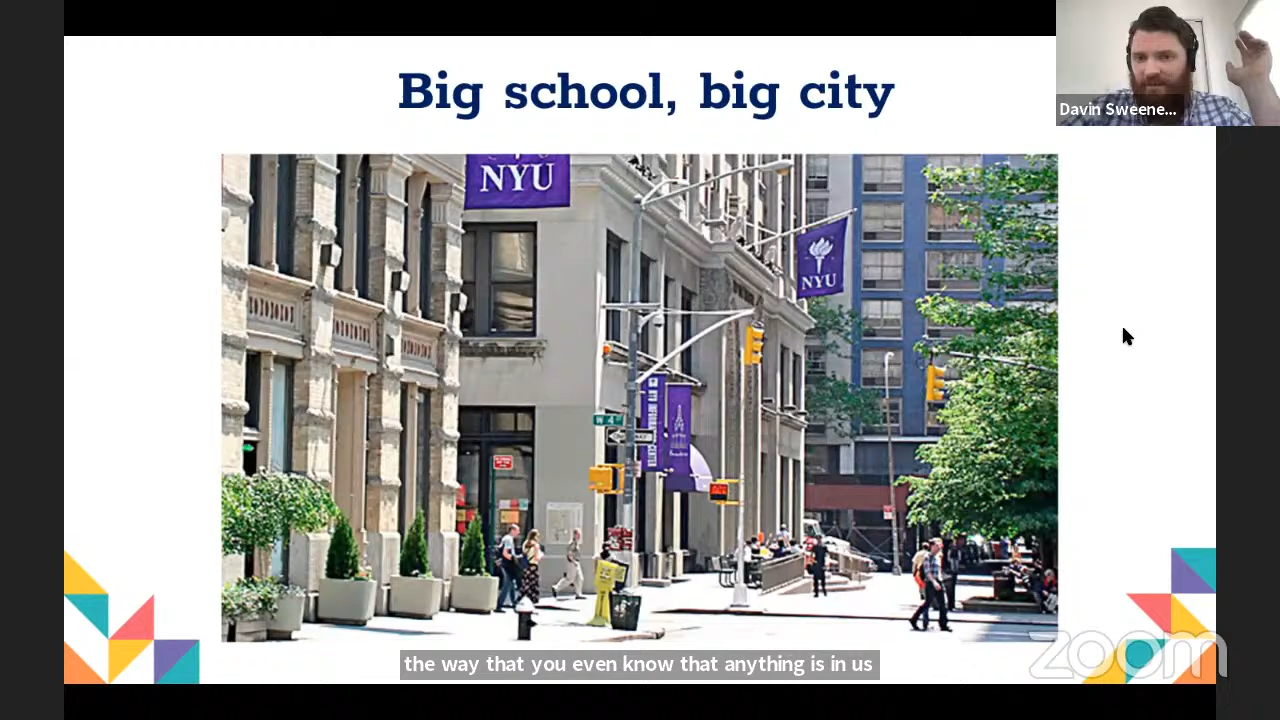 Davin Sweene...
Big school, big city
NYU
NYU
W 4
the way that you even know that anything is in us
zoom